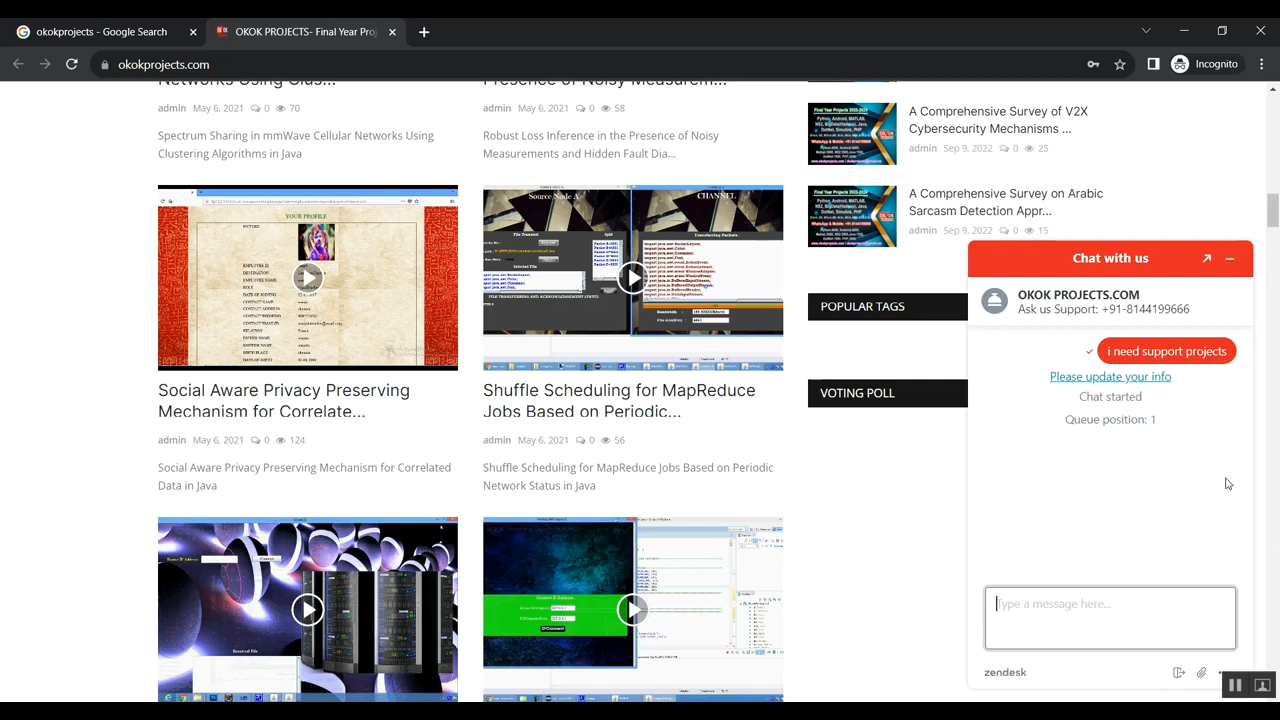 okokprojects - Google Search
OKOK PROJECTS- Final Year Proj
okokprojects.com
Incognito
Presence of Noisy Measurem...
admin May 6, 2021 0 70
admin May 6, 2021 0 58
Spectrum Sharing in mmWave Cellular Networks Using
Clustering Algorithms in Java
Robust Loss Inference in the Presence of Noisy
Measurements and Hidden Fault Dia...
YOUR PROFILE
Source Node A
CHANNEL
Social Aware Privacy Preserving
Mechanism for Correlate...
admin May 6, 2021 0 124
Social Aware Privacy Preserving Mechanism for Correlated
Data in Java
Shuffle Scheduling for MapReduce
Jobs Based on Periodic...
admin May 6, 2021 0 56
Shuffle Scheduling for MapReduce Jobs Based on Periodic
Network Status in Java
A Comprehensive Survey of V2X
Cybersecurity Mechanisms ...
admin Sep 9, 2022 0 25
A Comprehensive Survey on Arabic
Sarcasm Detection Appr...
admin Sep 9, 2022 0 15
POPULAR TAGS
VOTING POLL
Chat with us
OKOK PROJECTS.COM
Ask us Support +91- 8144199666
i need support projects
Please update your info
Chat started
Queue position: 1
Type a message here...
zendesk